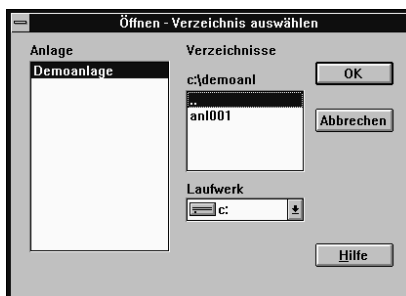 Öffnen - Verzeichnis auswählen
Anlage
Demoanlage
Verzeichnisse
c:\demoanl
..
anl001
Laufwerk
c:
OK
Abbrechen
Hilfe